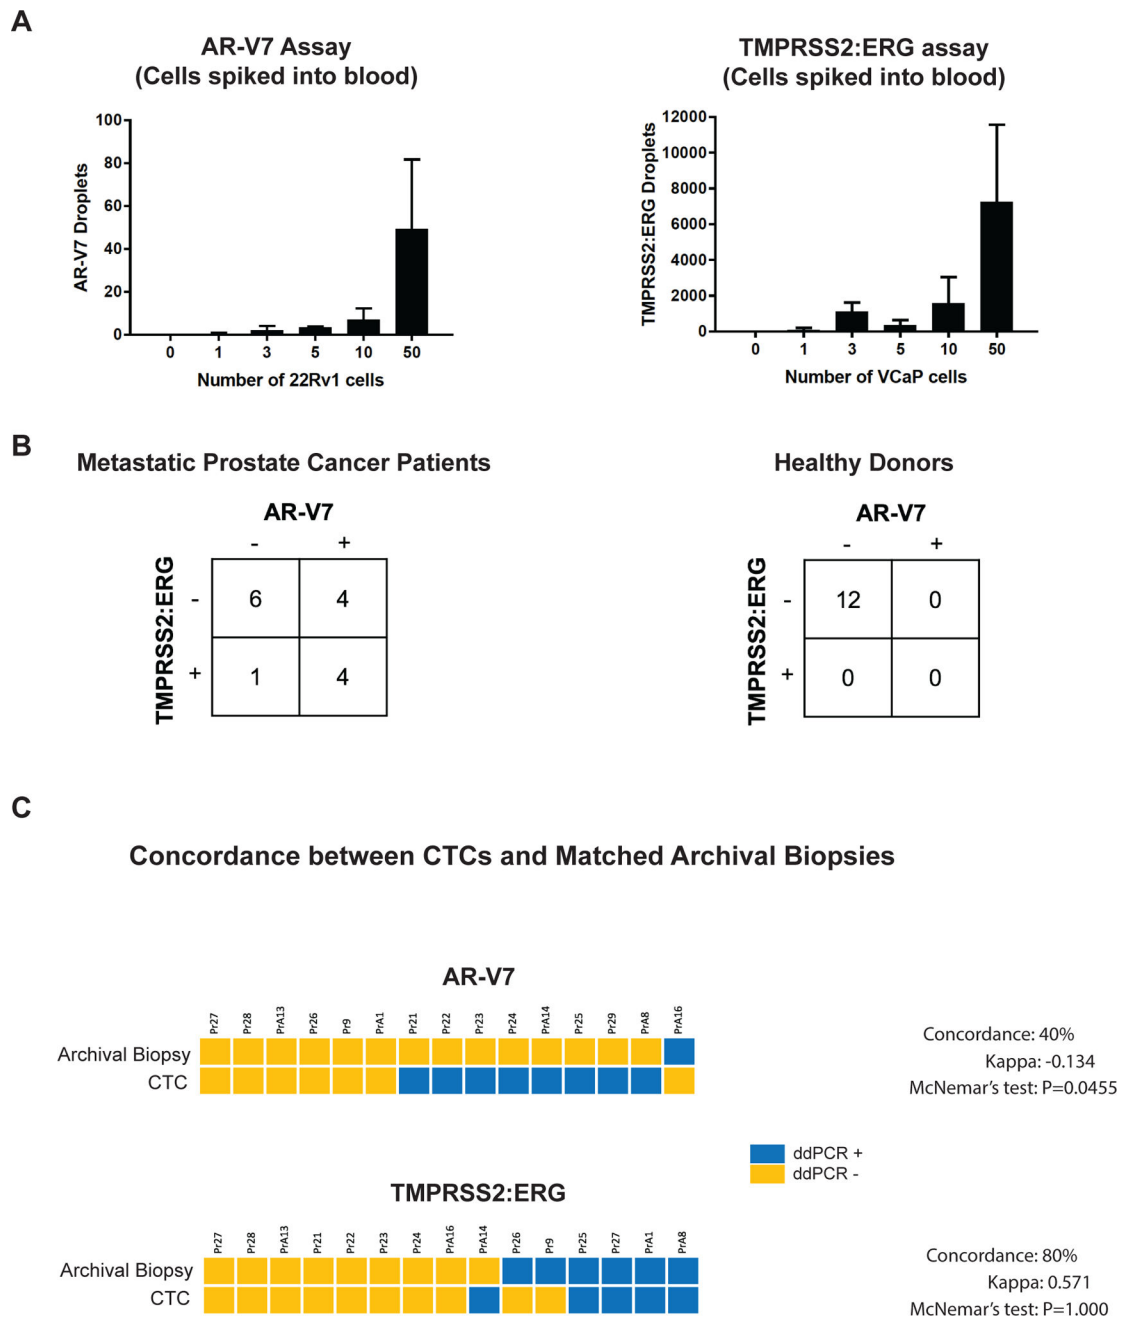 A
AR-V7 Assay
(Cells spiked into blood)
AR-V7 Droplets
100
80
60
40
20
0
0 1 3 5 10 50
Number of 22Rv1 cells
TMPRSS2:ERG assay
(Cells spiked into blood)
TMPRSS2:ERG Droplets
12000
10000
8000
6000
4000
2000
0
0 1 3 5 10 50
Number of VCaP cells
B
Metastatic Prostate Cancer Patients
AR-V7
- +
TMPRSS2:ERG
- 6 4
+ 1 4
Healthy Donors
AR-V7
- +
TMPRSS2:ERG
- 12 0
+ 0 0
C
Concordance between CTCs and Matched Archival Biopsies
AR-V7
Pr27 Pr28 PrA13 Pr26 Pr9 PrA1 Pr21 Pr22 Pr23 Pr24 PrA14 Pr25 Pr29 PrA8 PrA16
Archival Biopsy
CTC
Concordance: 40%
Kappa: -0.134
McNemar's test: P=0.0455
ddPCR +
ddPCR -
TMPRSS2:ERG
Pr27 Pr28 PrA13 Pr21 Pr22 Pr23 Pr24 PrA16 PrA14 Pr26 Pr9 Pr25 Pr27 PrA1 PrA8
Archival Biopsy
CTC
Concordance: 80%
Kappa: 0.571
McNemar's test: P=1.000